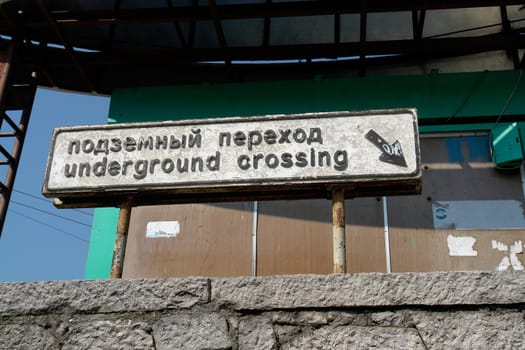 подземный переход
underground crossing